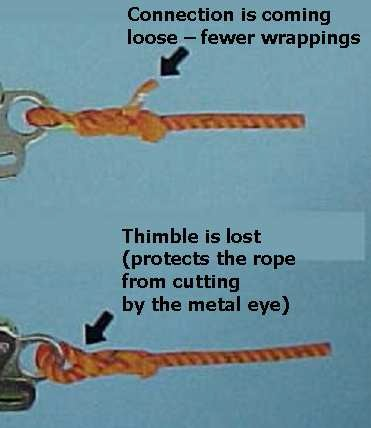 Connection is coming
loose – fewer wrappings
Thimble is lost
(protects the rope
from cutting
by the metal eye)